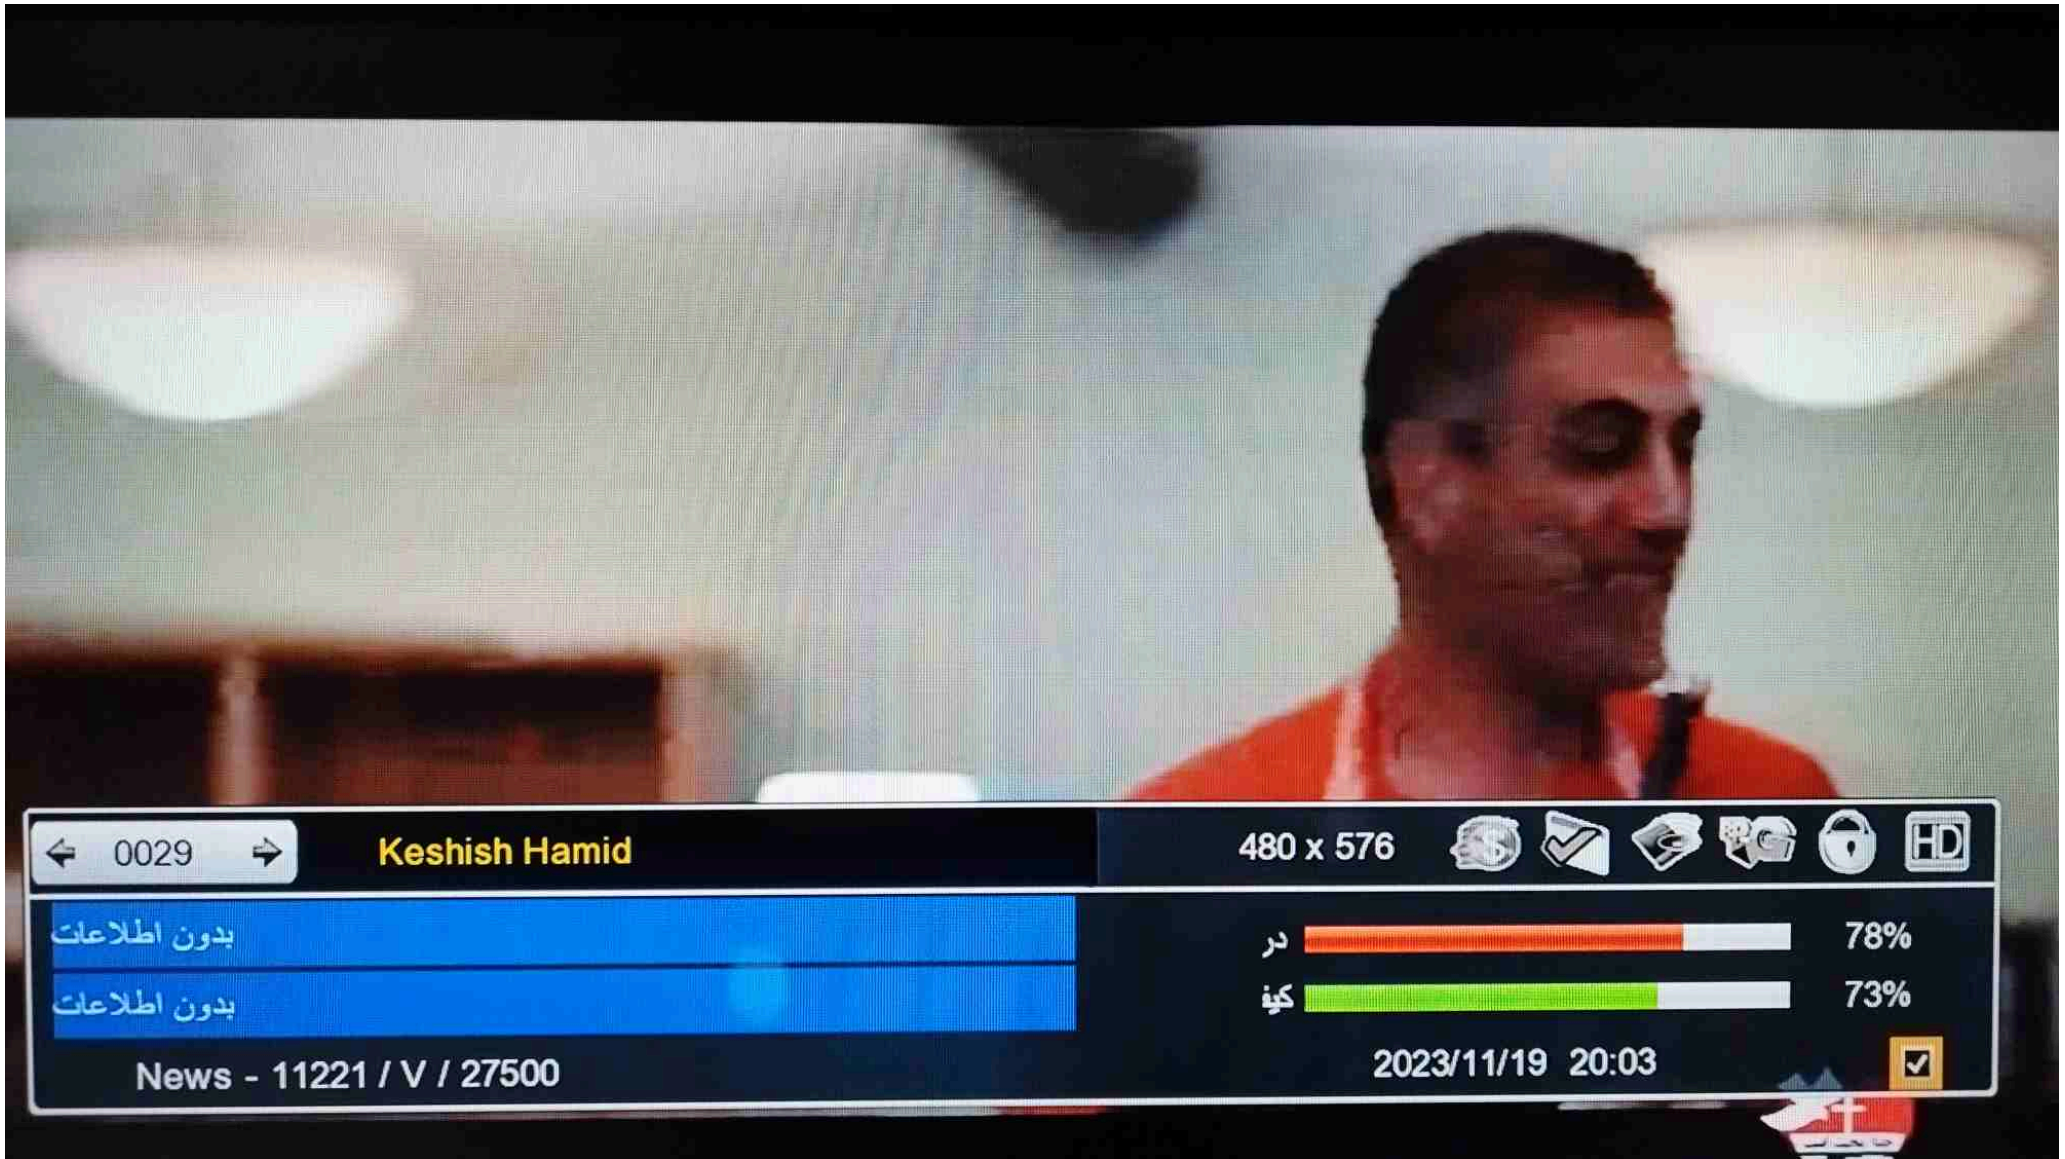 0029
Keshish Hamid
480 x 576
HD
بدون اطلاعات
در
78%
بدون اطلاعات
کیف
73%
News - 11221 / V / 27500
2023/11/19 20:03